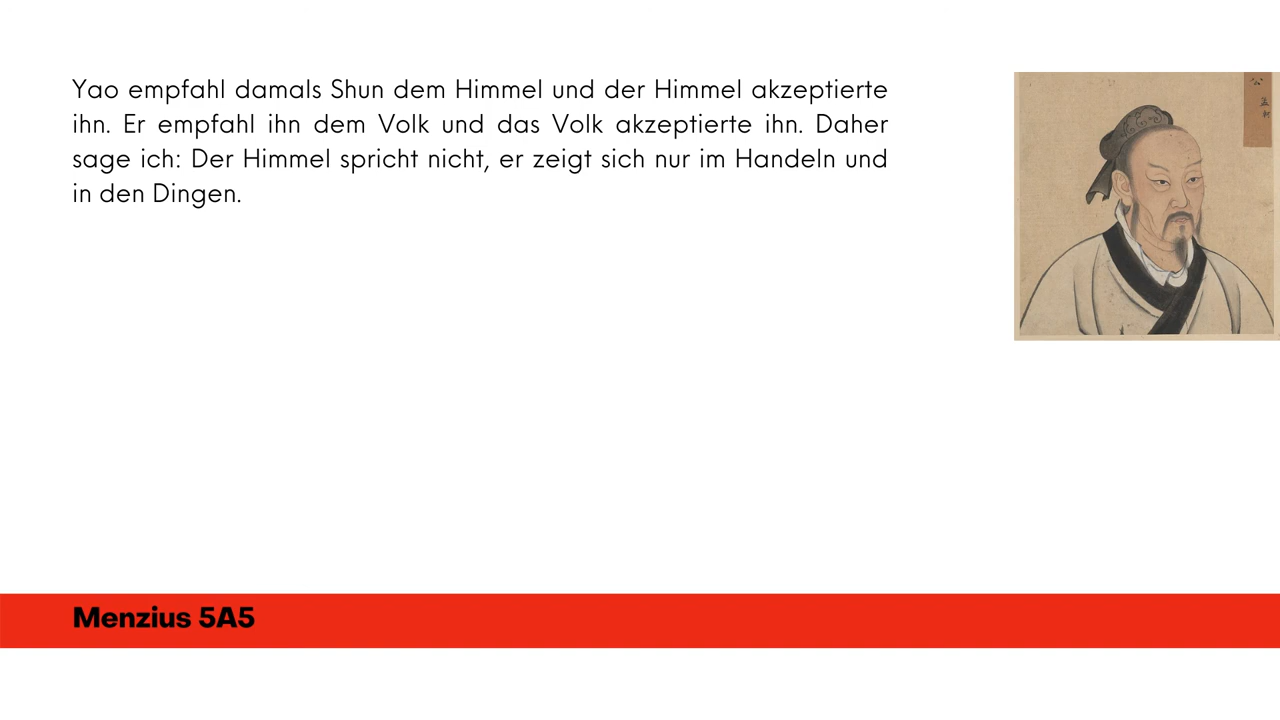 Yao empfahl damals Shun dem Himmel und der Himmel akzeptierte
ihn. Er empfahl ihn dem Volk und das Volk akzeptierte ihn. Daher
sage ich: Der Himmel spricht nicht, er zeigt sich nur im Handeln und
in den Dingen.
Menzius 5A5